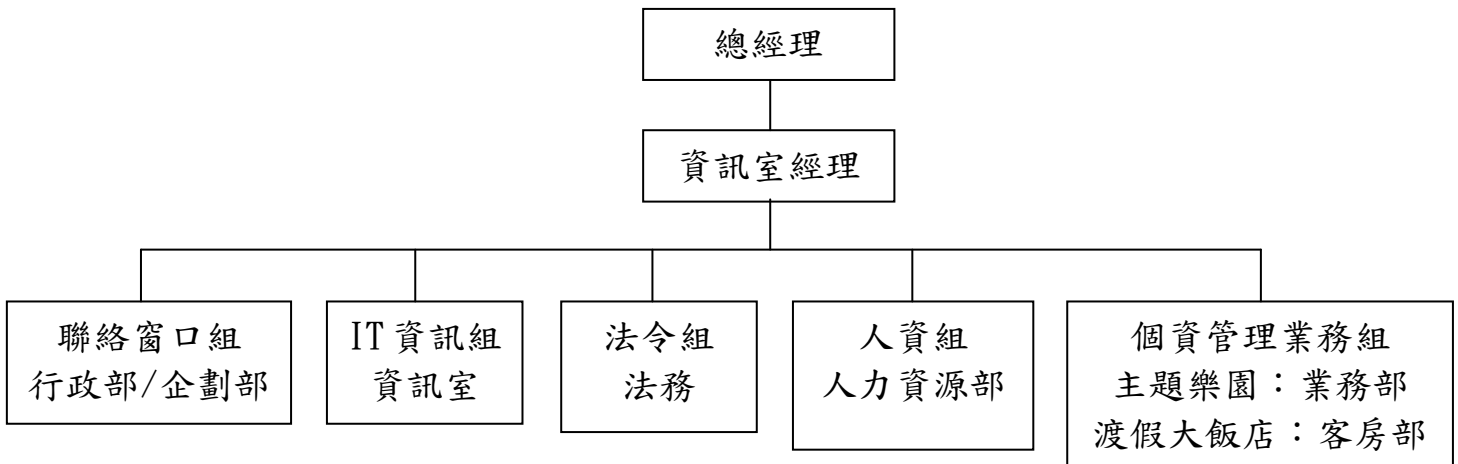 總經理
資訊室經理
聯絡窗口組
行政部/企劃部
IT資訊組
資訊室
法令組
法務
人資組
人力資源部
個資管理業務組
主題樂園：業務部
渡假大飯店：客房部